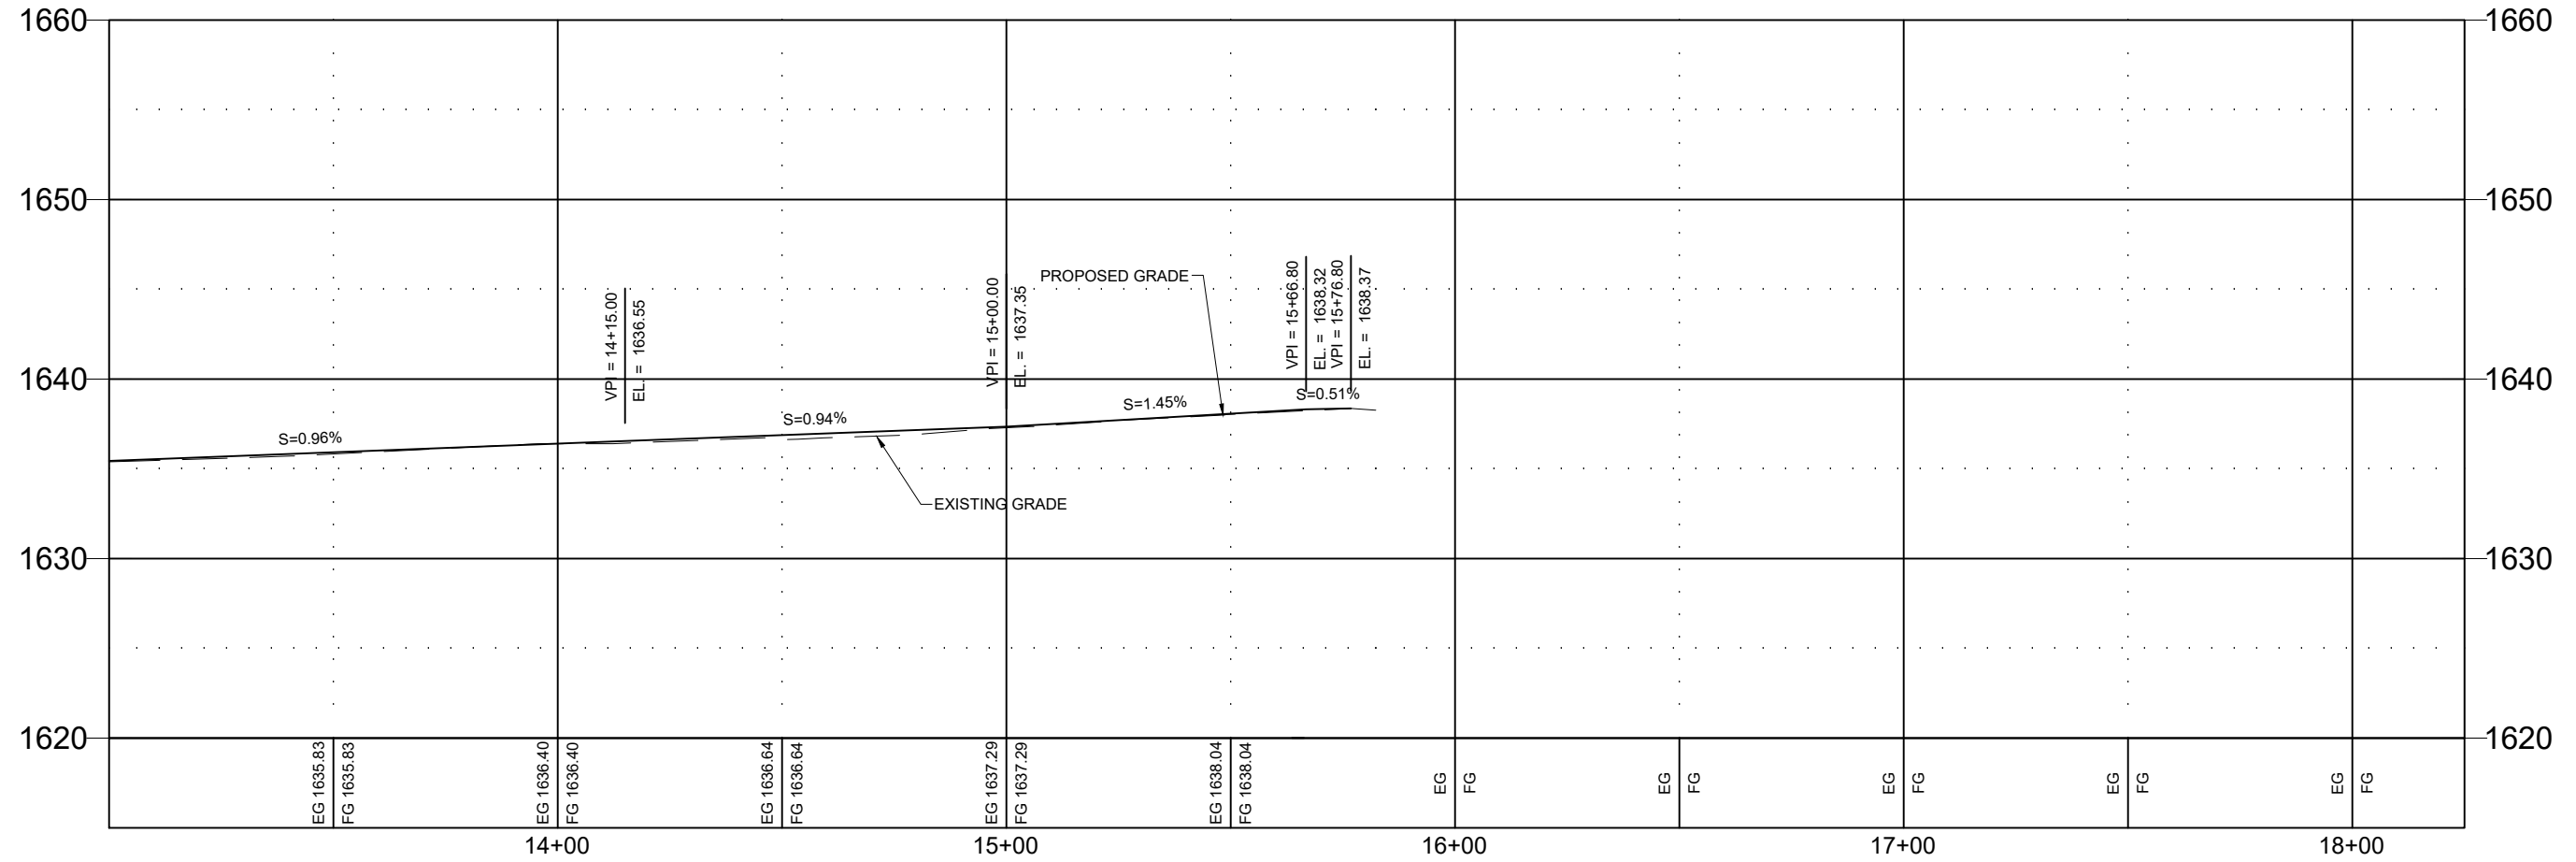 1660
1660
1650
1650
1640
1640
1630
1630
1620
1620
VPI = 14+15.00
EL. = 1636.55
VPI = 15+00.00
EL. = 1637.35
PROPOSED GRADE
VPI = 15+66.80
EL. = 1638.32
VPI = 15+76.80
EL. = 1638.37
S=0.96%
S=0.94%
S=1.45%
S=0.51%
EXISTING GRADE
EG 1635.83
FG 1635.83
EG 1636.40
FG 1636.40
EG 1636.64
FG 1636.64
EG 1637.29
FG 1637.29
EG 1638.04
FG 1638.04
EG
FG
EG
FG
EG
FG
EG
FG
EG
FG
14+00
15+00
16+00
17+00
18+00